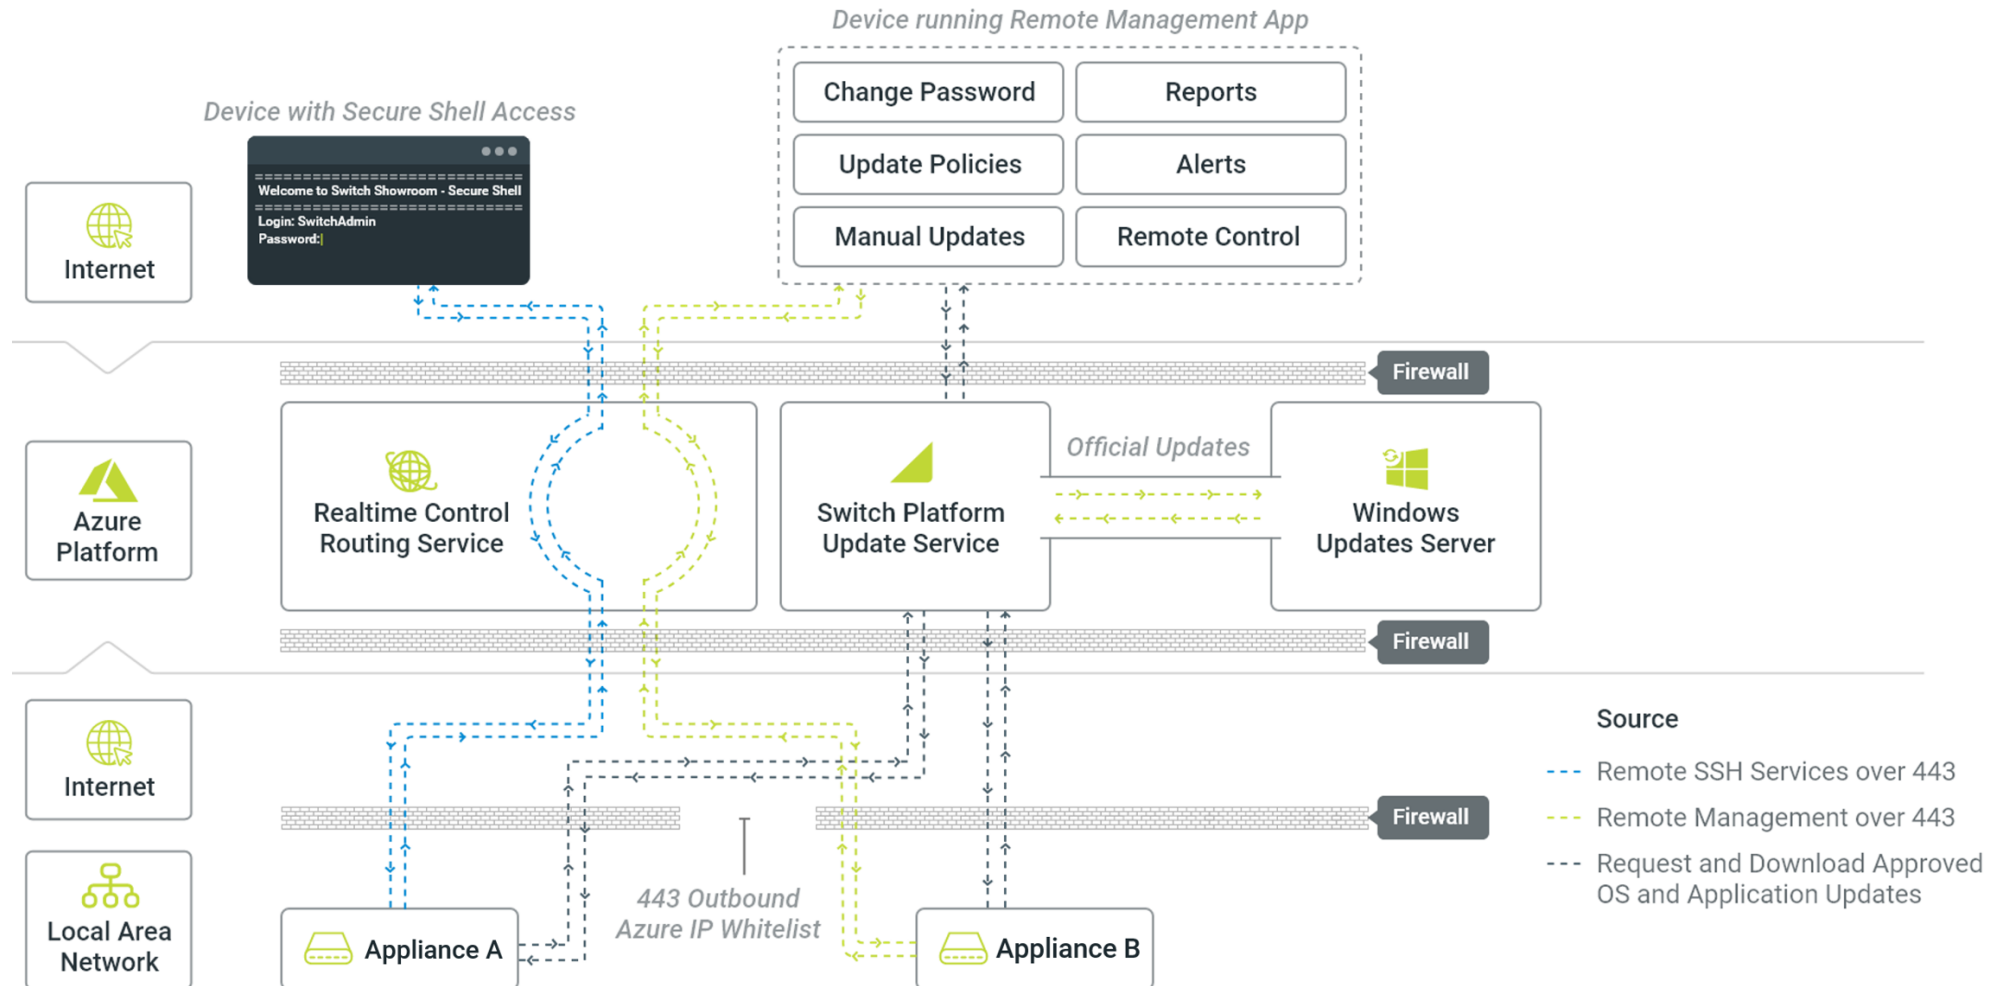 Device running Remote Management App
Change Password
Reports
Update Policies
Alerts
Manual Updates
Remote Control
Device with Secure Shell Access
==============================
Welcome to Switch Showroom - Secure Shell
==============================
Login: SwitchAdmin
Password:|
Internet
Firewall
Azure
Platform
Realtime Control
Routing Service
Switch Platform
Update Service
Official Updates
Windows
Updates Server
Firewall
Internet
Firewall
443 Outbound
Azure IP Whitelist
Local Area
Network
Appliance A
Appliance B
Source
Remote SSH Services over 443
Remote Management over 443
Request and Download Approved
OS and Application Updates